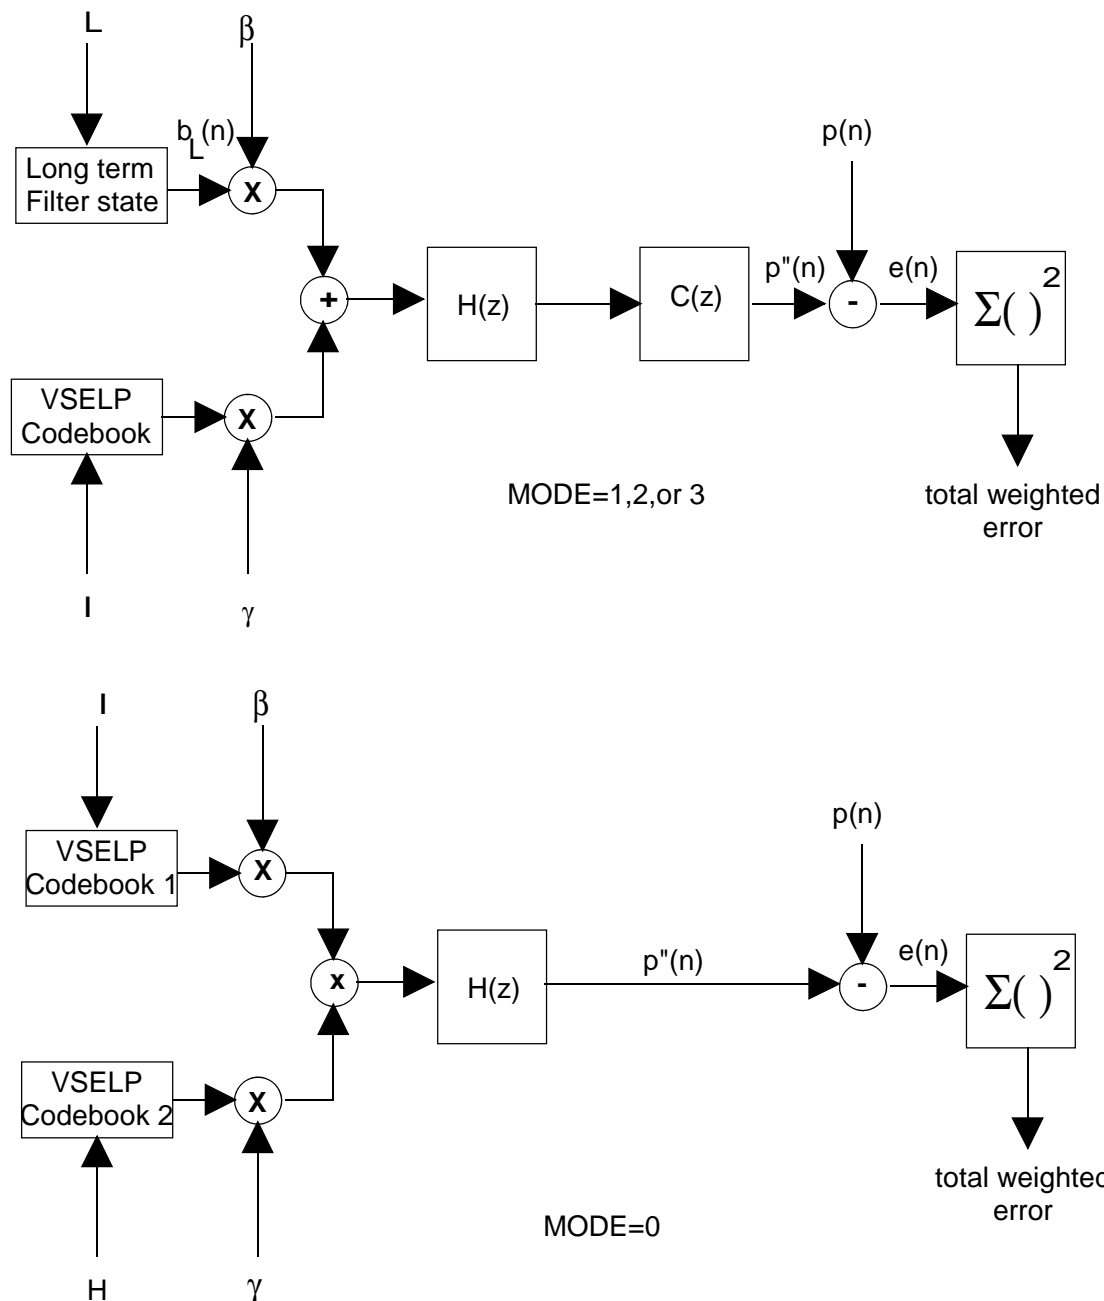 L
β
b
L
(n)
p(n)
Long term
Filter state
X
+
H(z)
C(z)
p"(n)
-
e(n)
Σ( )
2
VSELP
Codebook
X
MODE=1,2,or 3
total weighted
error
I
γ
I
β
p(n)
VSELP
Codebook 1
X
x
H(z)
p"(n)
-
e(n)
Σ( )
2
VSELP
Codebook 2
X
total weighted
error
MODE=0
H
γ